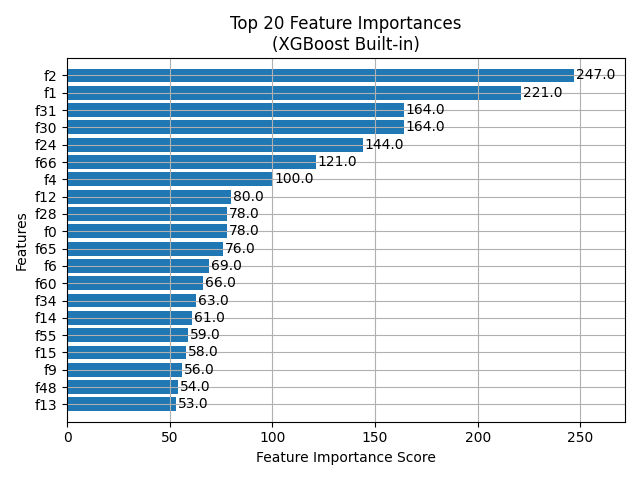 Top 20 Feature Importances
(XGBoost Built-in)
Features
f2 247.0
f1 221.0
f31 164.0
f30 164.0
f24 144.0
f66 121.0
f4 100.0
f12 80.0
f28 78.0
f0 78.0
f65 76.0
f6 69.0
f60 66.0
f34 63.0
f14 61.0
f55 59.0
f15 58.0
f9 56.0
f48 54.0
f13 53.0
0 50 100 150 200 250
Feature Importance Score